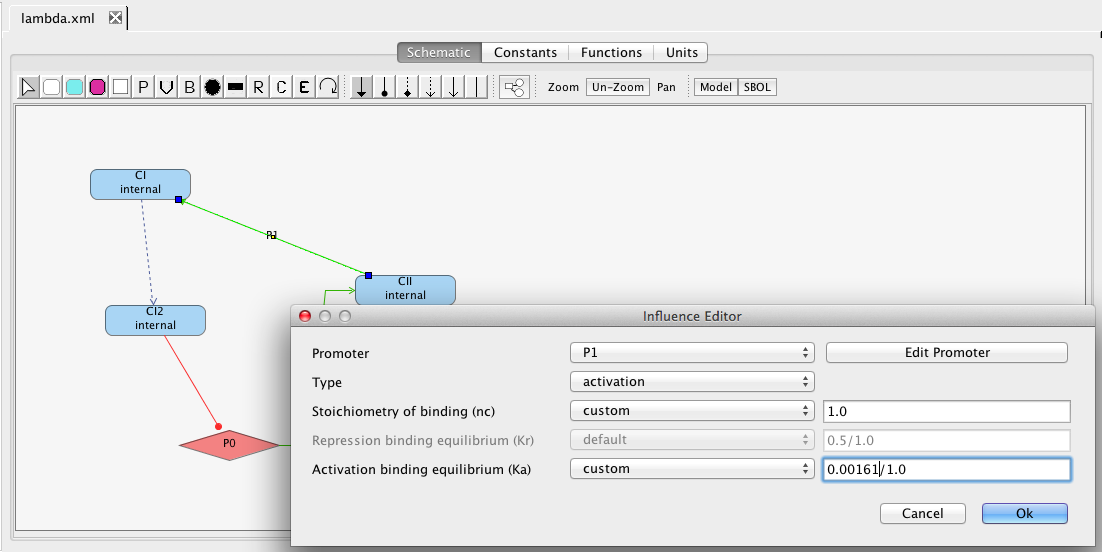 lambda.xml
Schematic Constants Functions Units
P V B R C E Zoom Un-Zoom Pan Model SBOL
CI
internal
P1
CII
internal
CI2
internal
P0
Influence Editor
Promoter P1 Edit Promoter
Type activation
Stoichiometry of binding (nc) custom 1.0
Repression binding equilibrium (Kr) default 0.5/1.0
Activation binding equilibrium (Ka) custom 0.00161/1.0
Cancel Ok